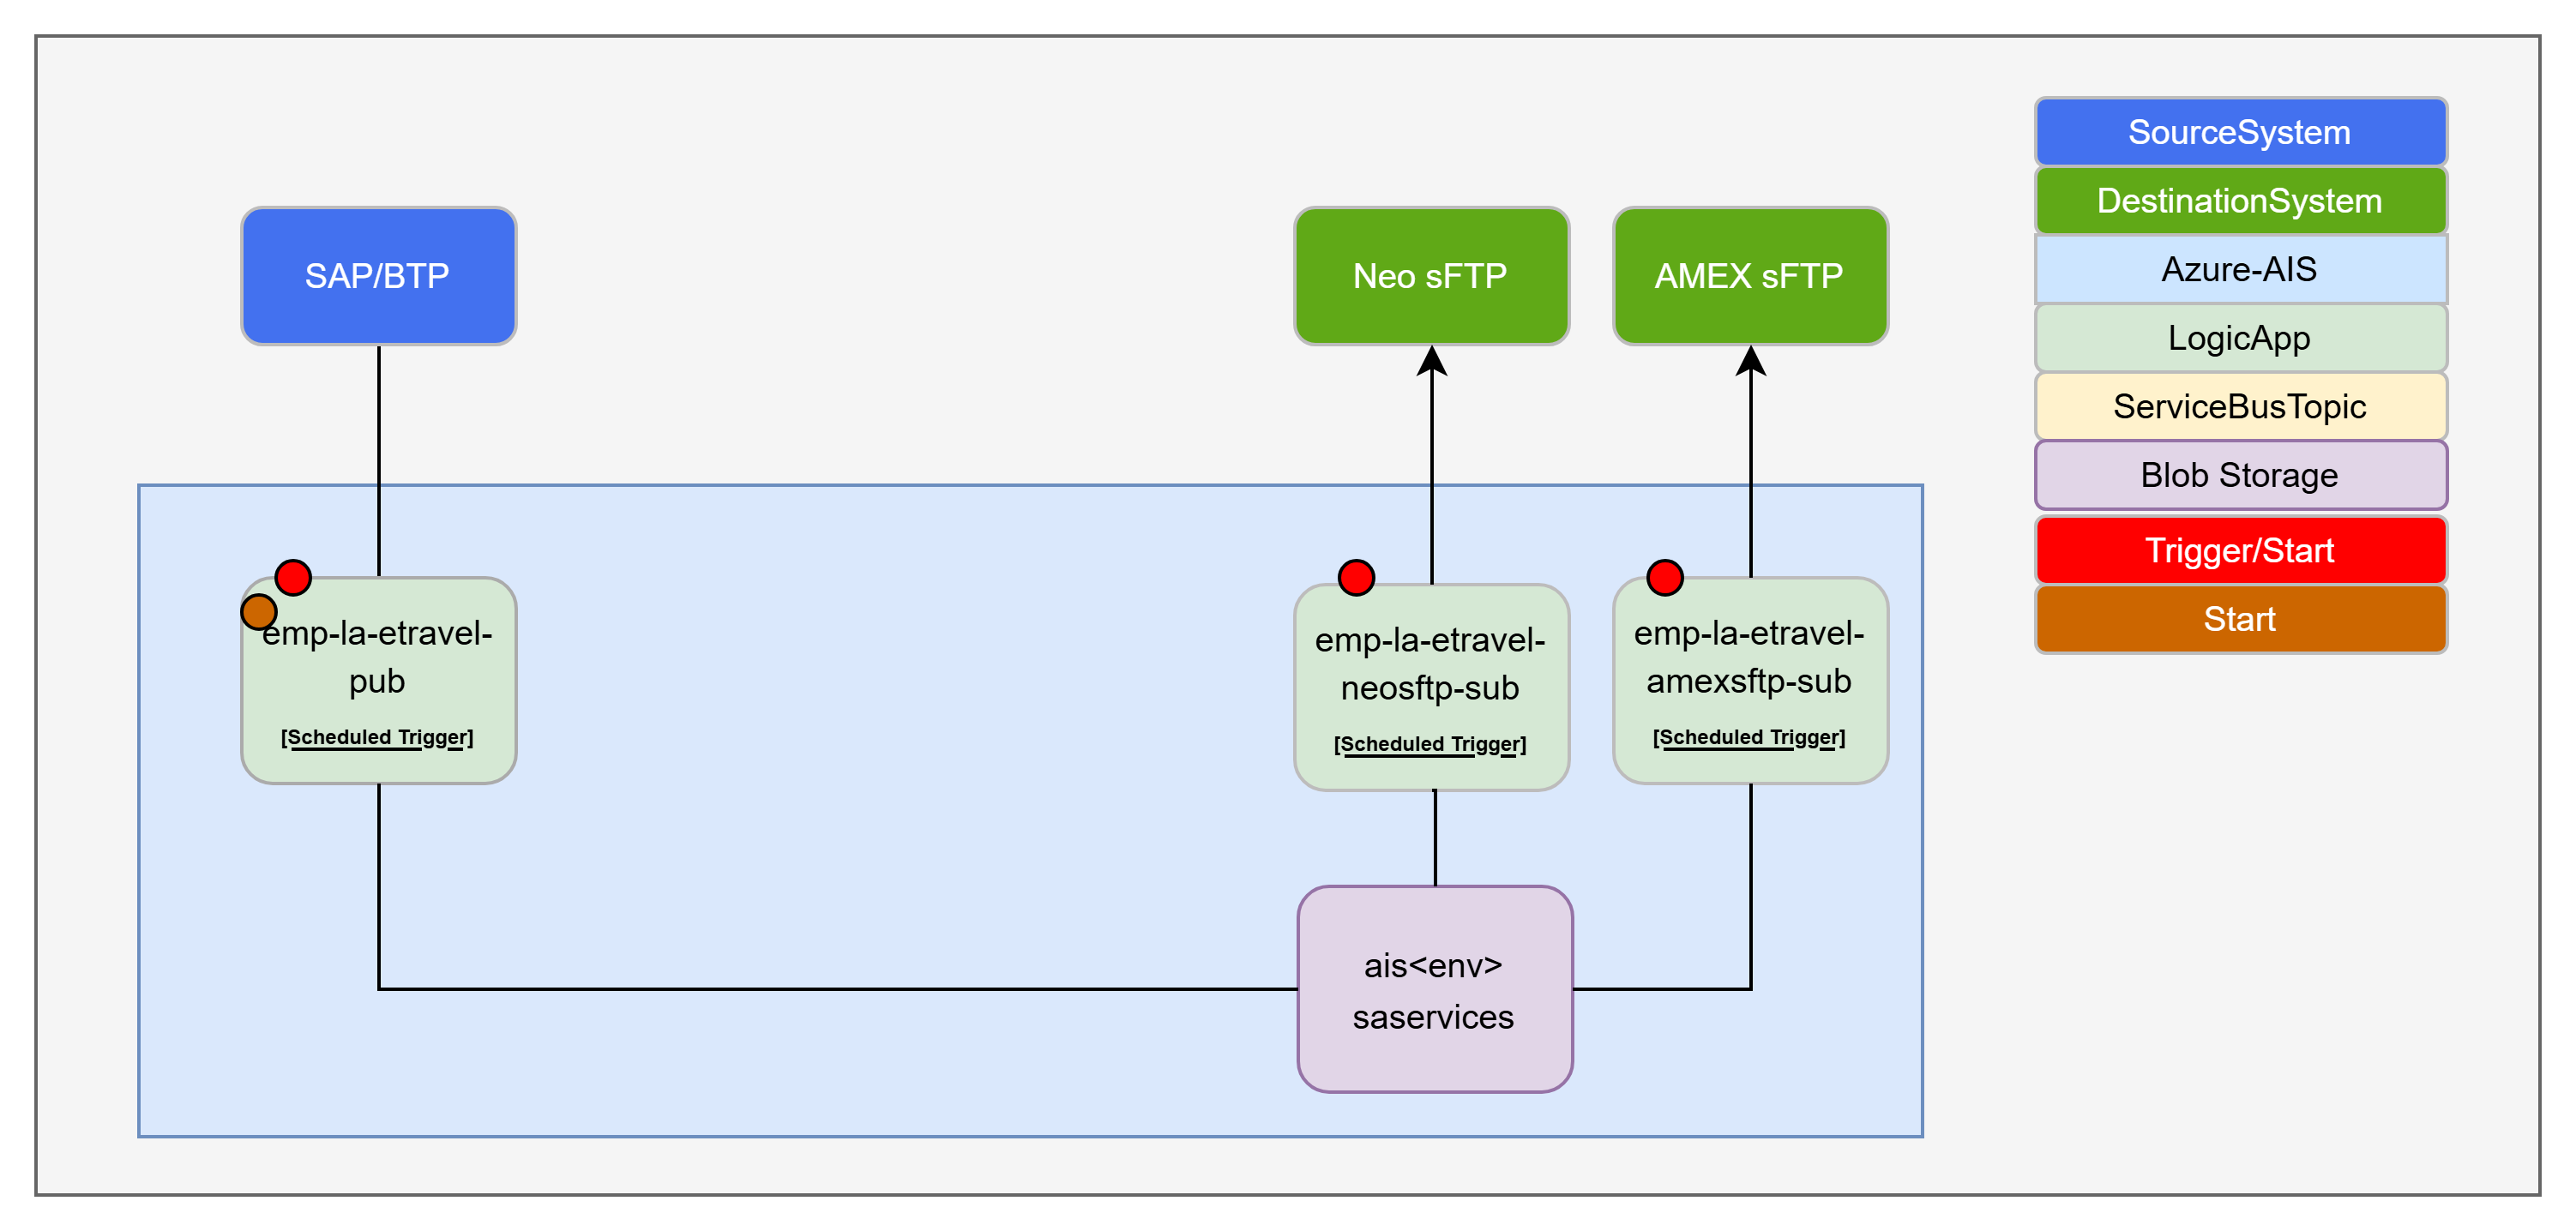 SAP/BTP
Neo sFTP
AMEX sFTP
emp-la-etravel-
pub
[Scheduled Trigger]
emp-la-etravel-
neosftp-sub
[Scheduled Trigger]
emp-la-etravel-
amexsftp-sub
[Scheduled Trigger]
ais<env>
saservices
SourceSystem
DestinationSystem
Azure-AIS
LogicApp
ServiceBusTopic
Blob Storage
Trigger/Start
Start